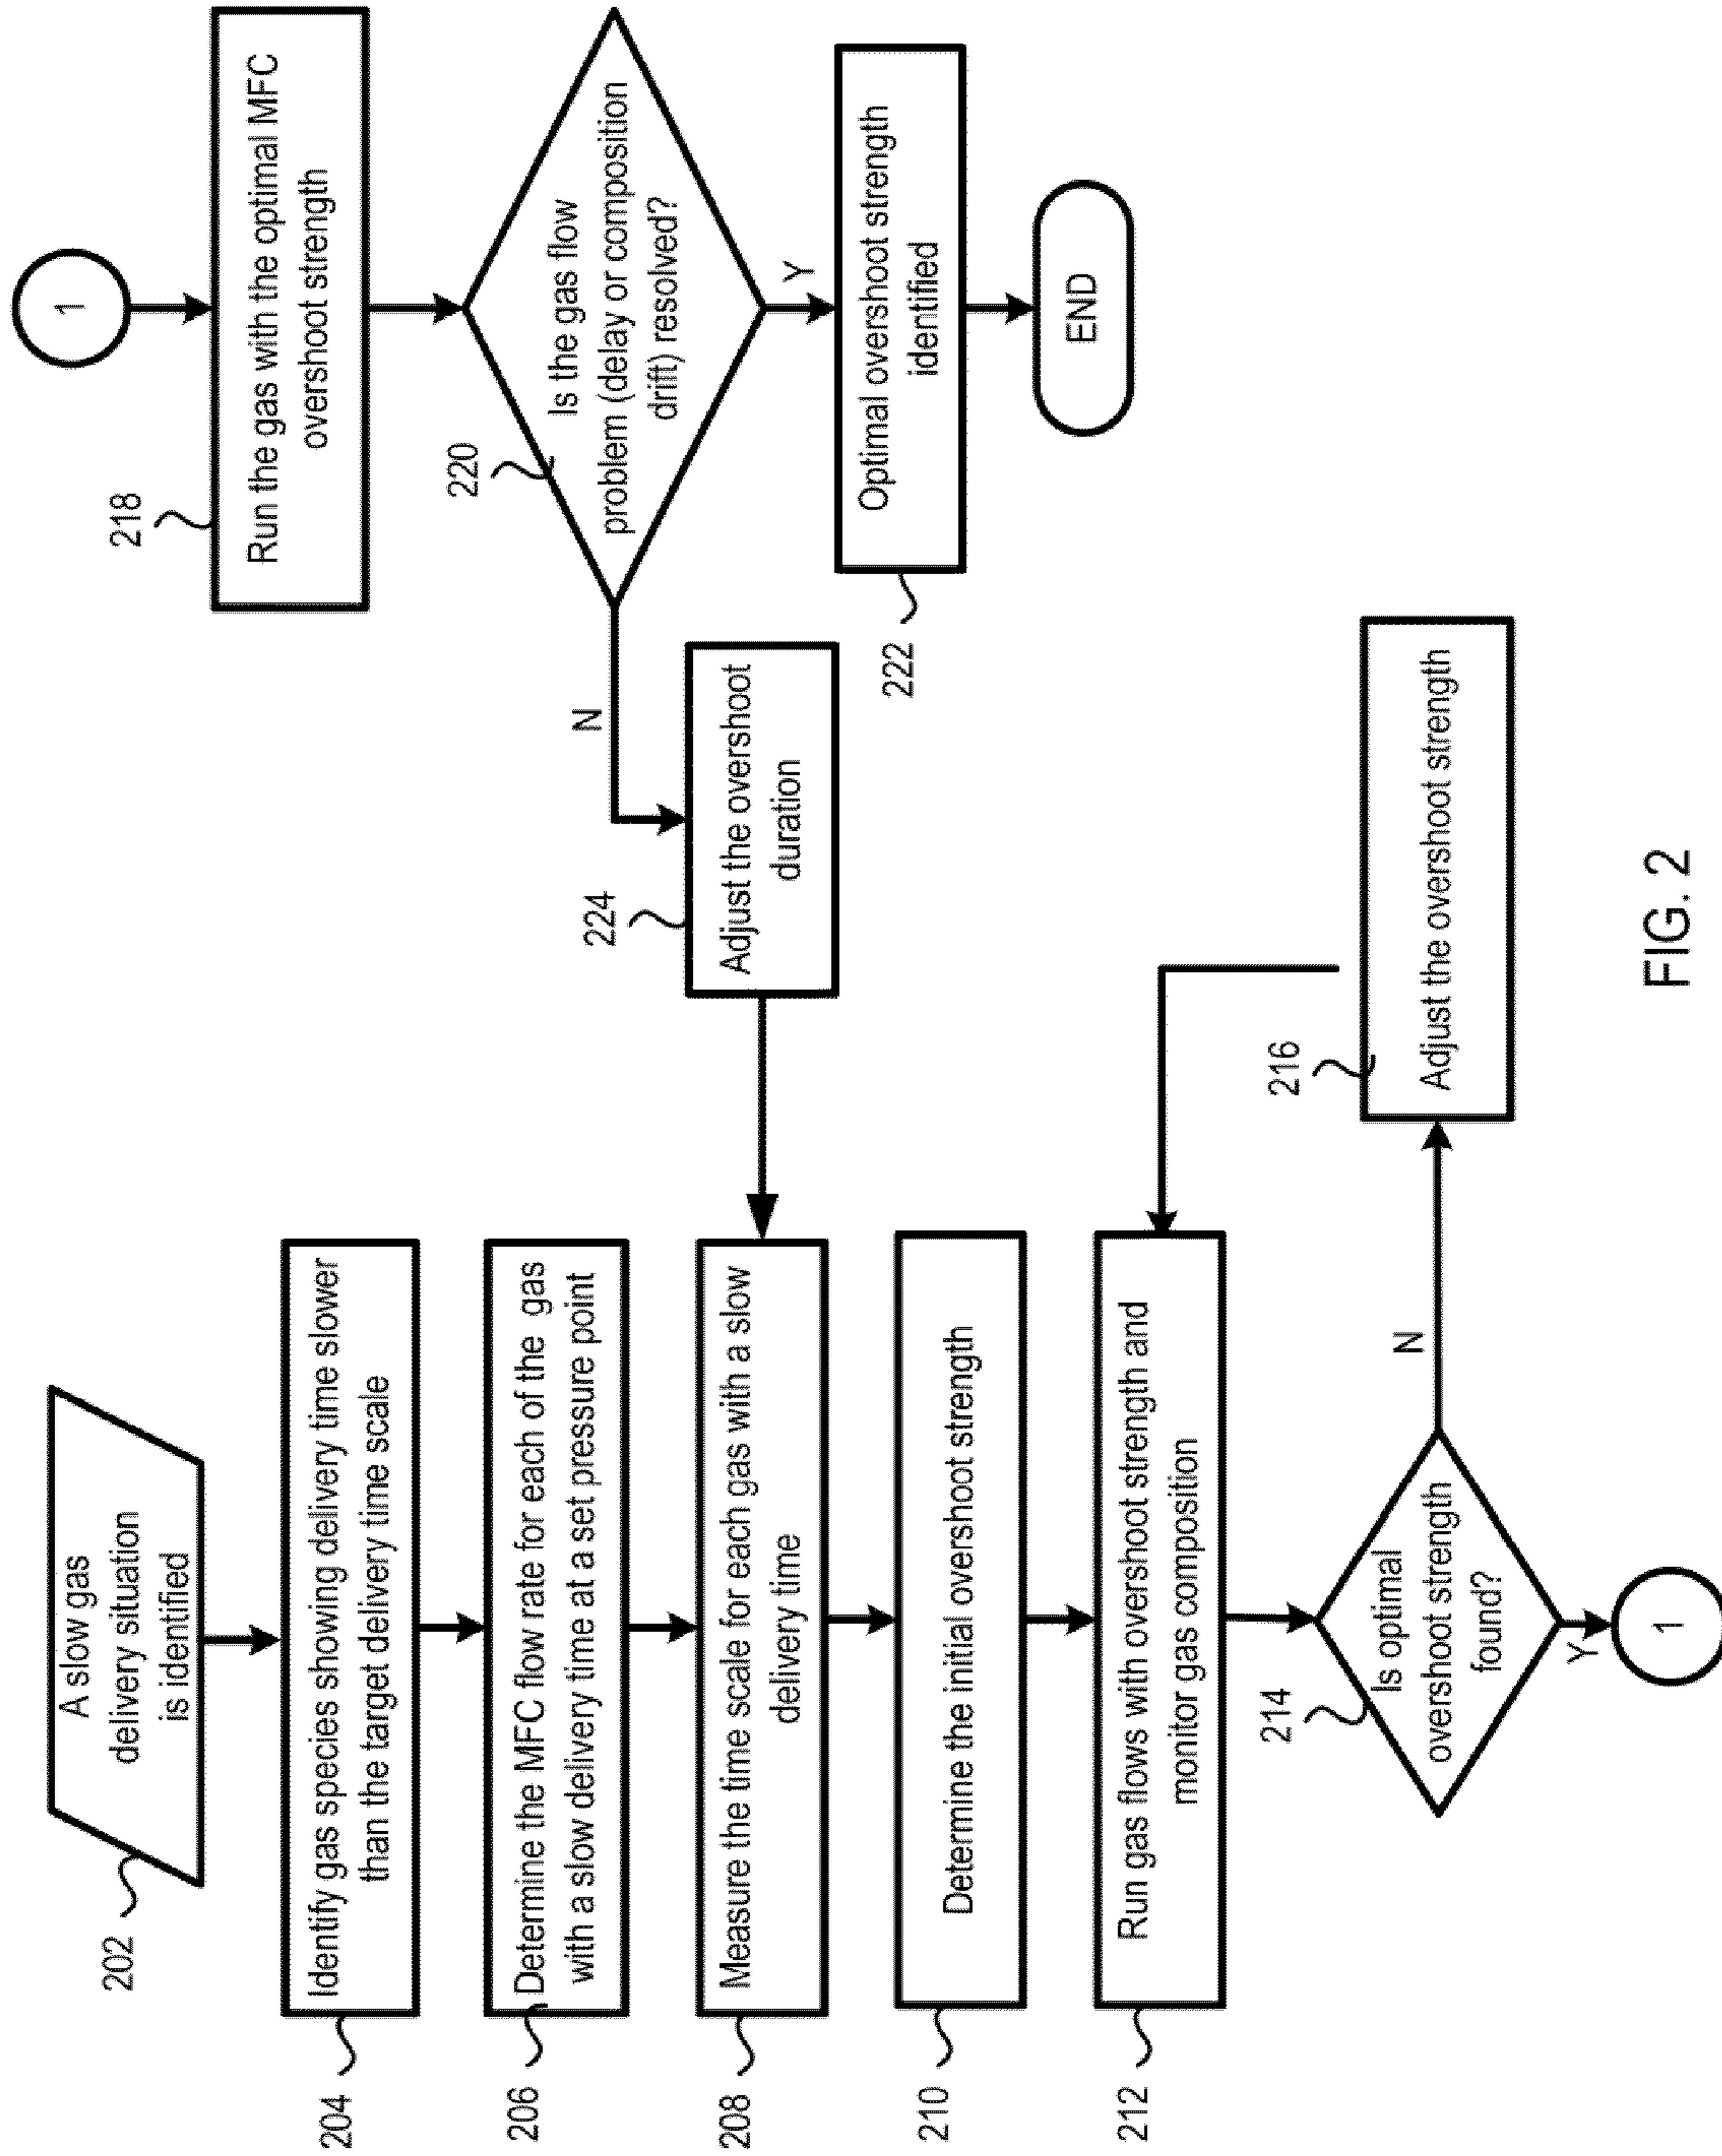 202
A slow gas
delivery situation
is identified
204
Identify gas species showing delivery time slower
than the target delivery time scale
206
Determine the MFC flow rate for each of the gas
with a slow delivery time at a set pressure point
208
Measure the time scale for each gas with a slow
delivery time
210
Determine the initial overshoot strength
212
Run gas flows with overshoot strength and
monitor gas composition
214
Is optimal
overshoot strength
found?
N
Y
216
Adjust the overshoot strength
1
1
218
Run the gas with the optimal MFC
overshoot strength
220
Is the gas flow
problem (delay or composition
drift) resolved?
N
Y
224
Adjust the overshoot
duration
222
Optimal overshoot strength
identified
END
FIG. 2